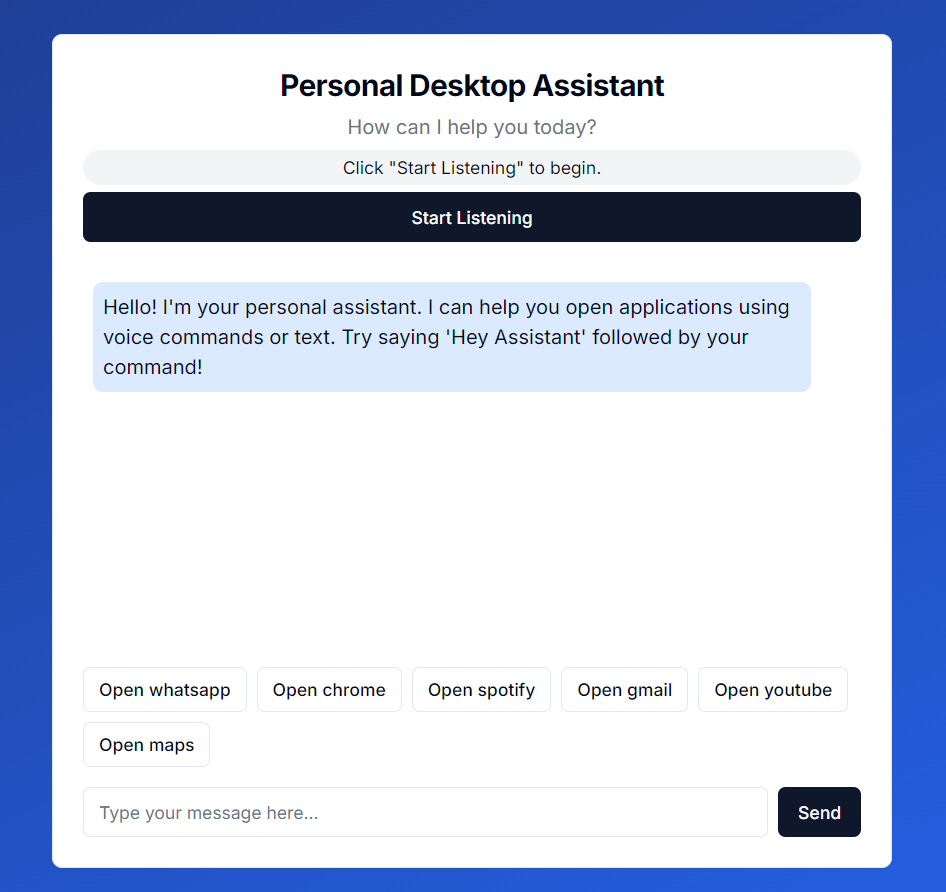 Personal Desktop Assistant
How can I help you today?
Click "Start Listening" to begin.
Start Listening
Hello! I'm your personal assistant. I can help you open applications using
voice commands or text. Try saying 'Hey Assistant' followed by your
command!
Open whatsapp Open chrome Open spotify Open gmail Open youtube
Open maps
Type your message here... Send